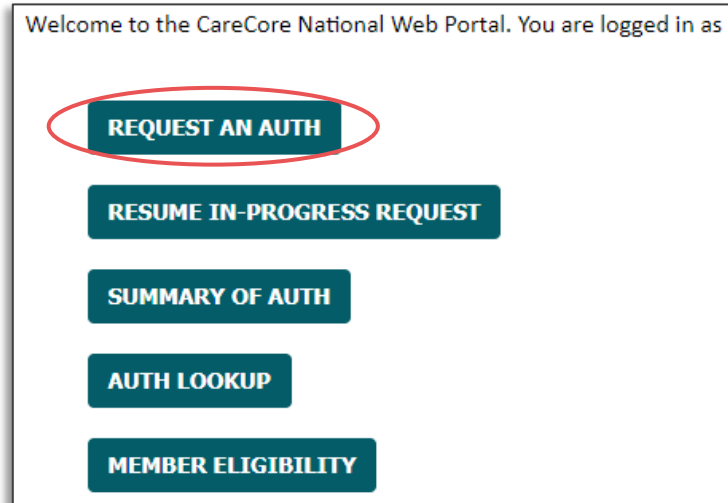 Welcome to the CareCore National Web Portal. You are logged in as
REQUEST AN AUTH
RESUME IN-PROGRESS REQUEST
SUMMARY OF AUTH
AUTH LOOKUP
MEMBER ELIGIBILITY